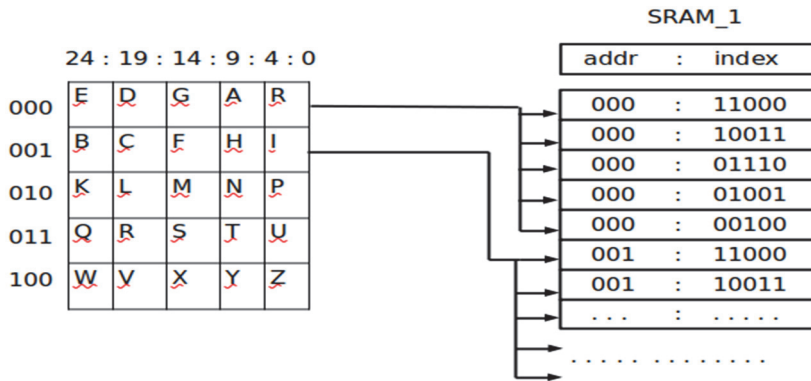 SRAM_1
24 : 19 : 14 : 9 : 4 : 0
addr : index
000 E D G A R
001 B C F H I
010 K L M N P
011 Q R S T U
100 W V X Y Z
000 : 11000
000 : 10011
000 : 01110
000 : 01001
000 : 00100
001 : 11000
001 : 10011
. . . : . . . . .
. . . . . . . . . . . . .